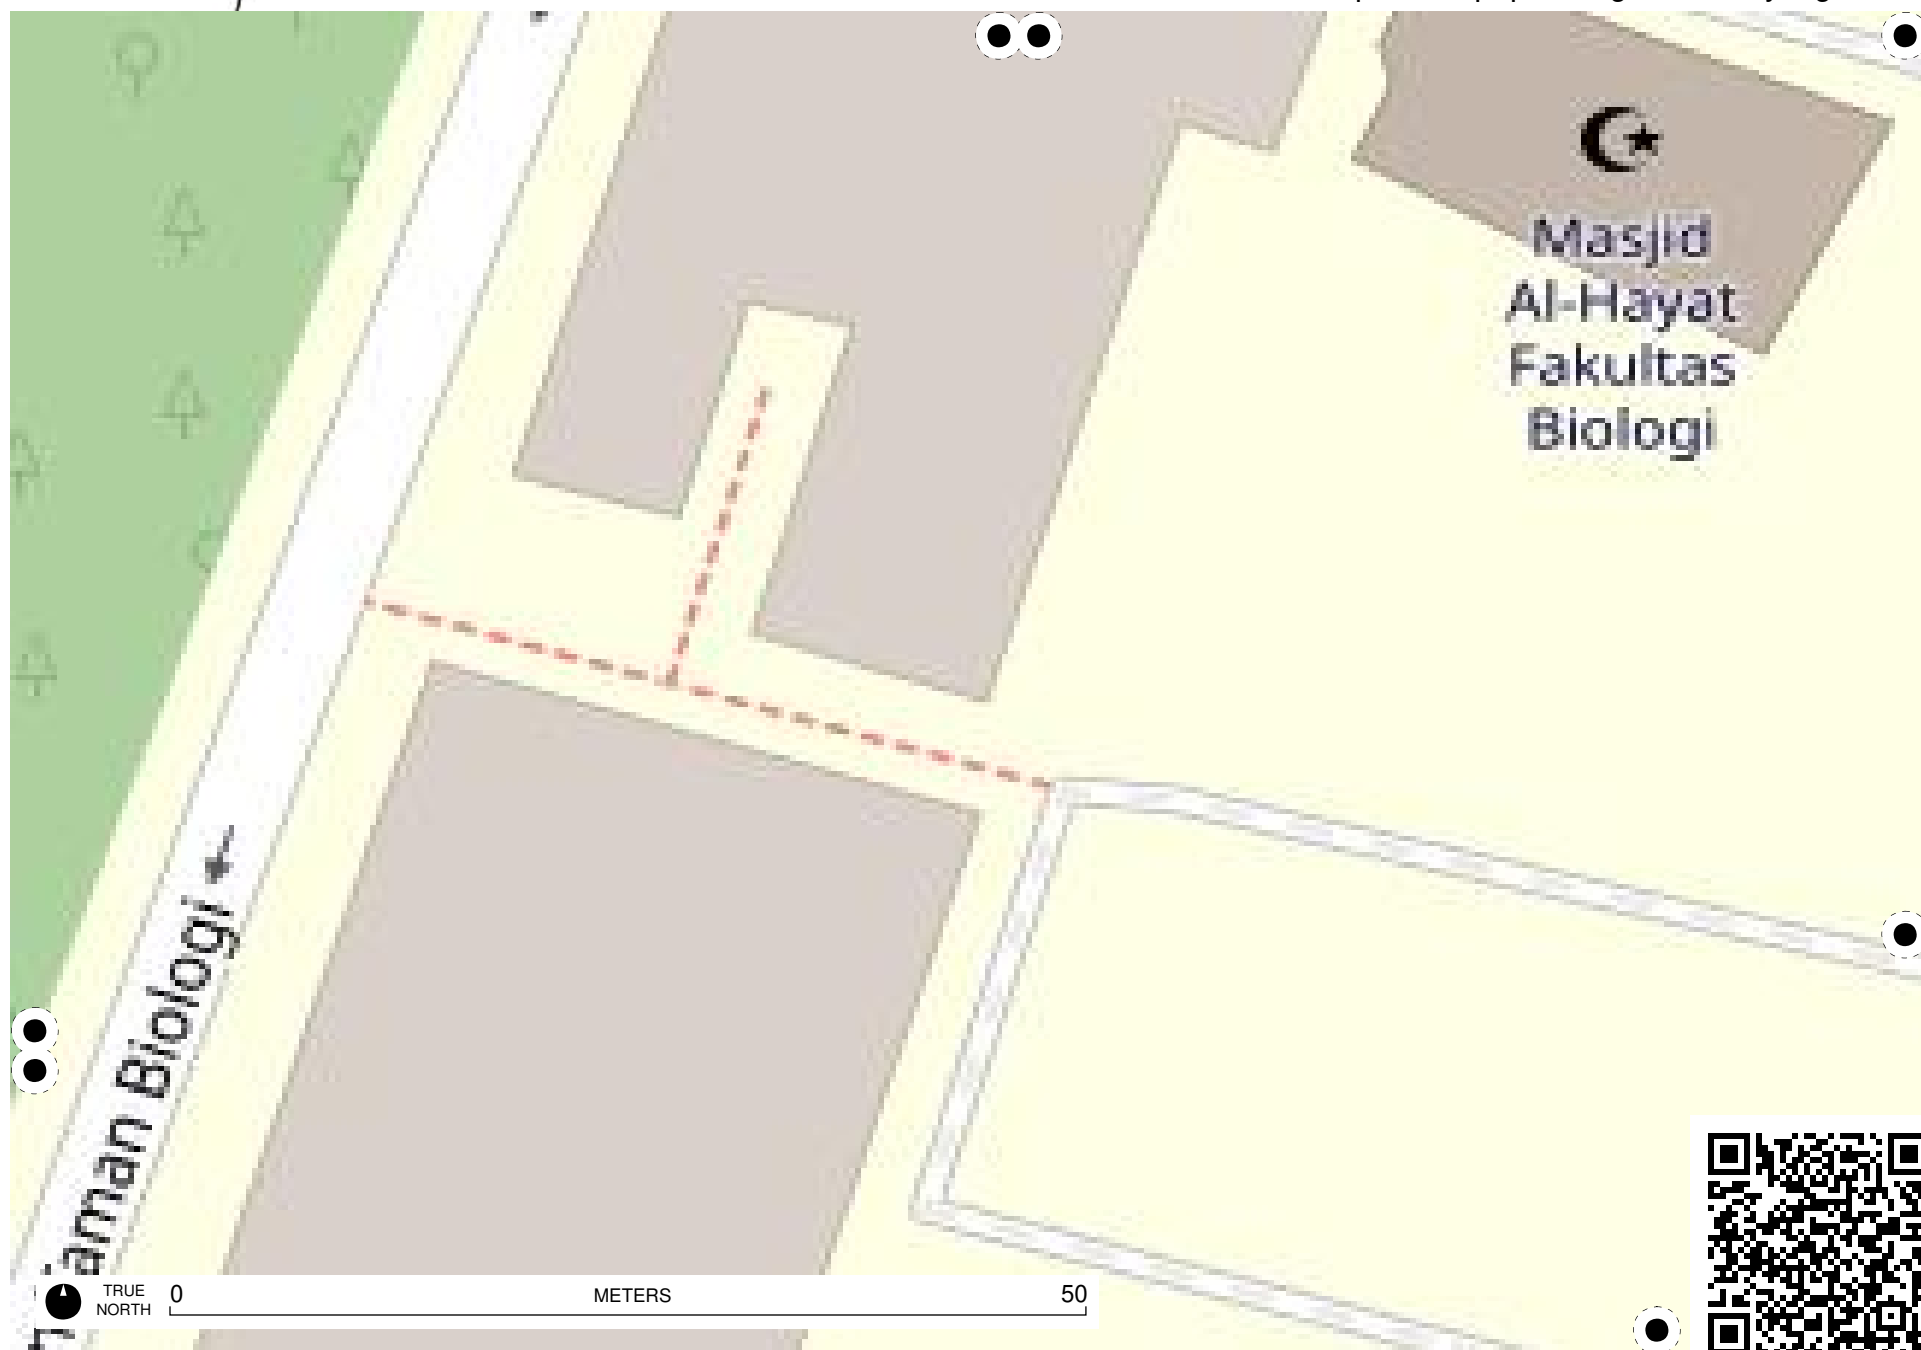 Masjid
Al-Hayat
Fakultas
Biologi
aman Biologi
TRUE
NORTH
0
METERS
50